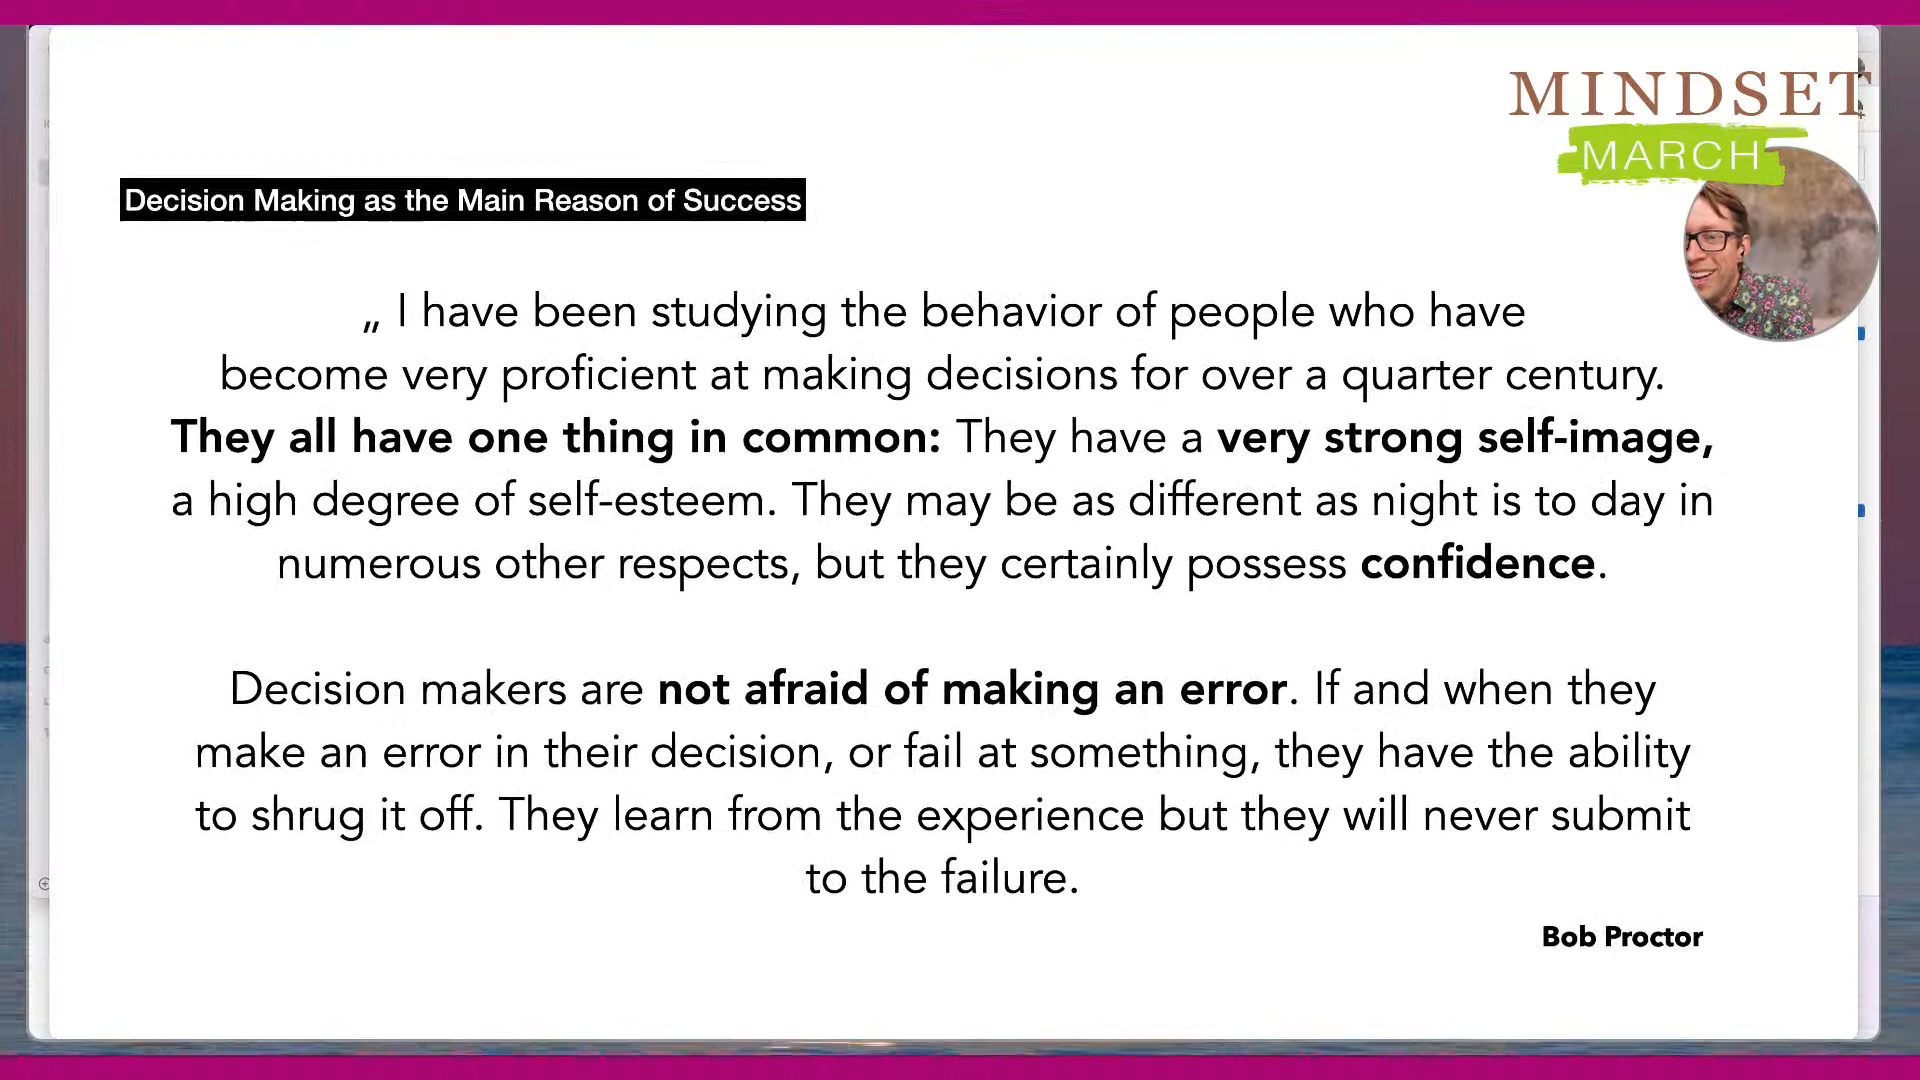 MINDSET
MARCH
Decision Making as the Main Reason of Success
„ I have been studying the behavior of people who have
become very proficient at making decisions for over a quarter century.
They all have one thing in common: They have a very strong self-image,
a high degree of self-esteem. They may be as different as night is to day in
numerous other respects, but they certainly possess confidence.
Decision makers are not afraid of making an error. If and when they
make an error in their decision, or fail at something, they have the ability
to shrug it off. They learn from the experience but they will never submit
to the failure.
Bob Proctor